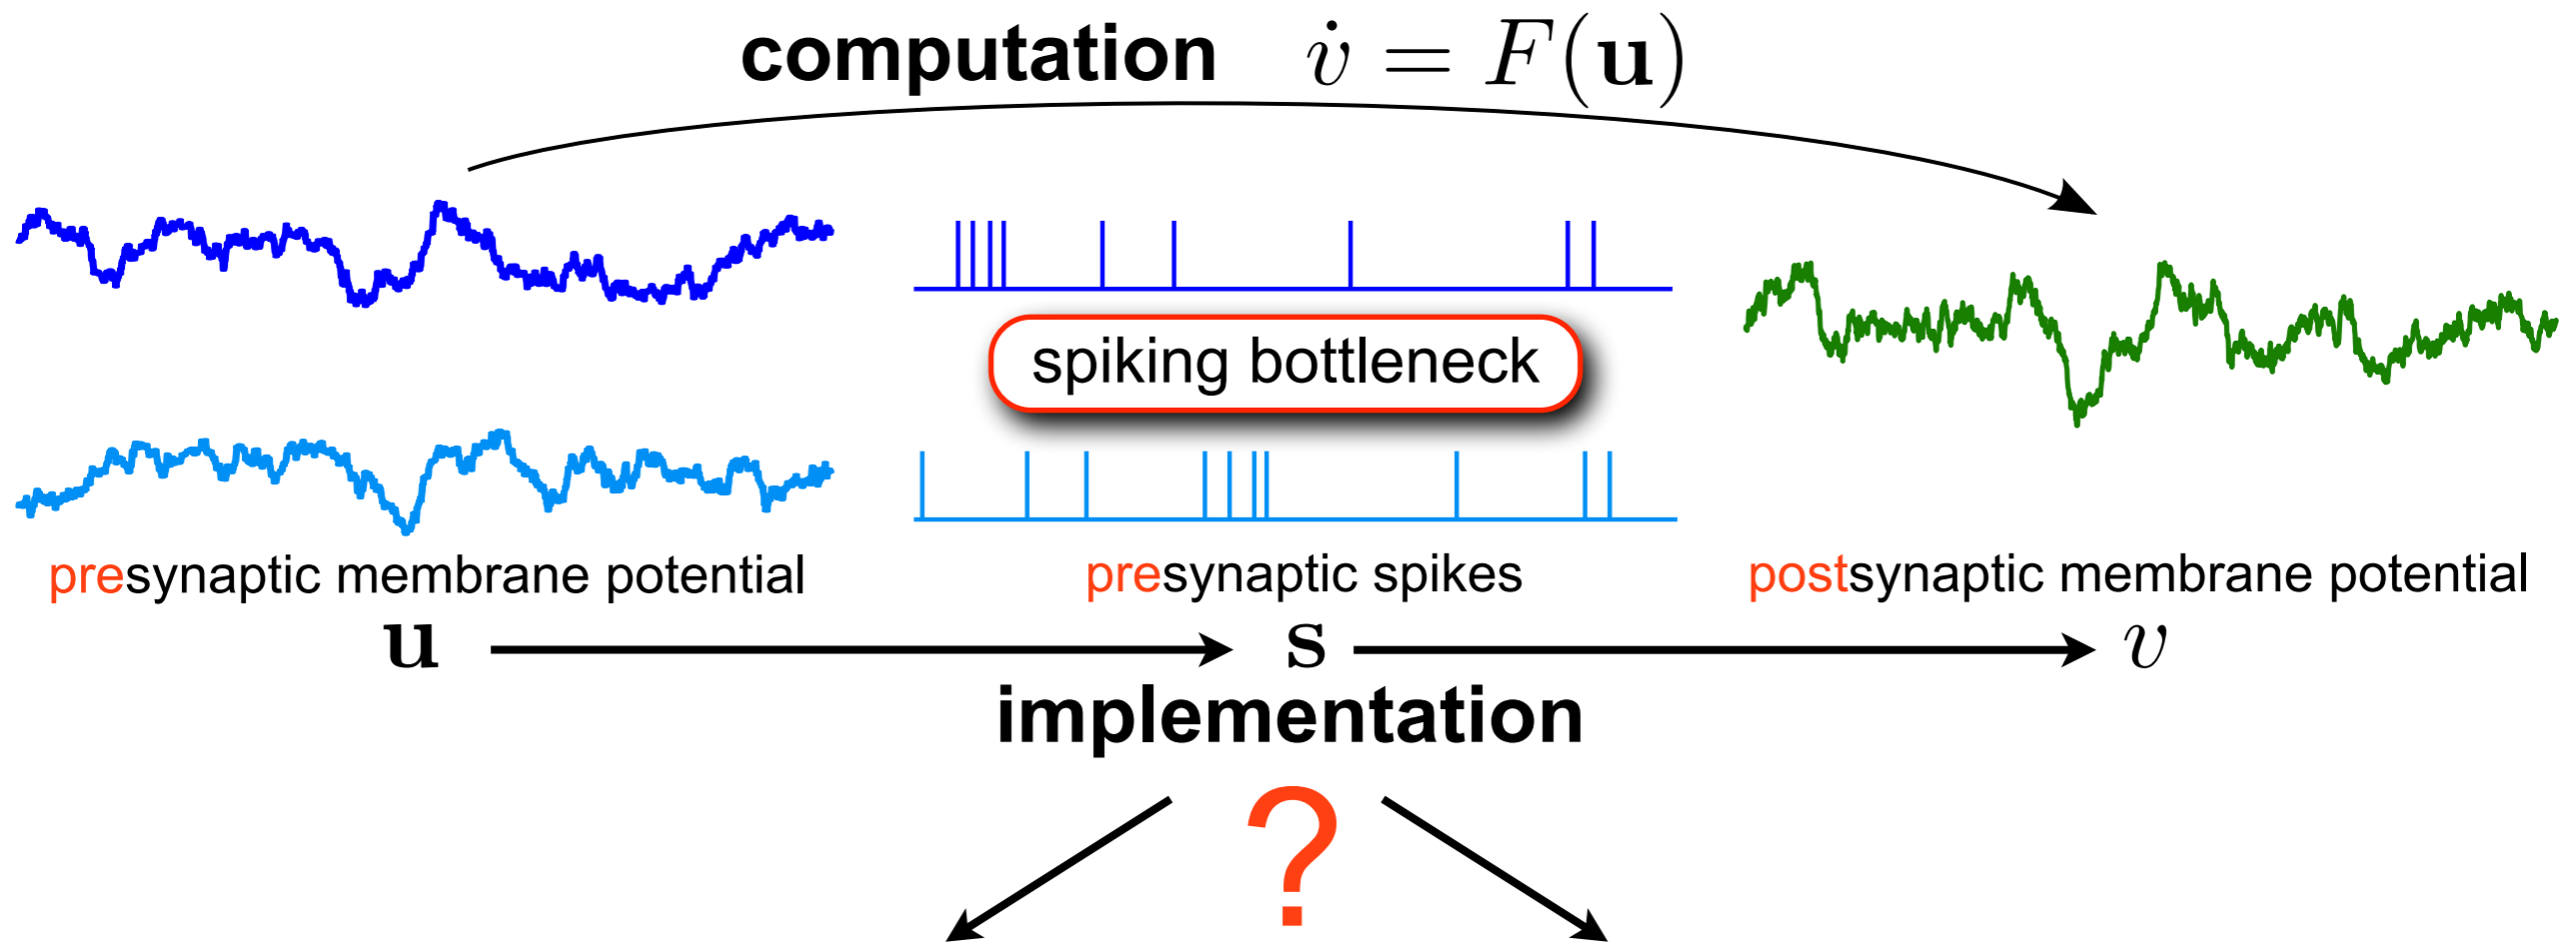 computation v̇ = F(u)
spiking bottleneck
presynaptic membrane potential
presynaptic spikes
postsynaptic membrane potential
u s v
implementation
?